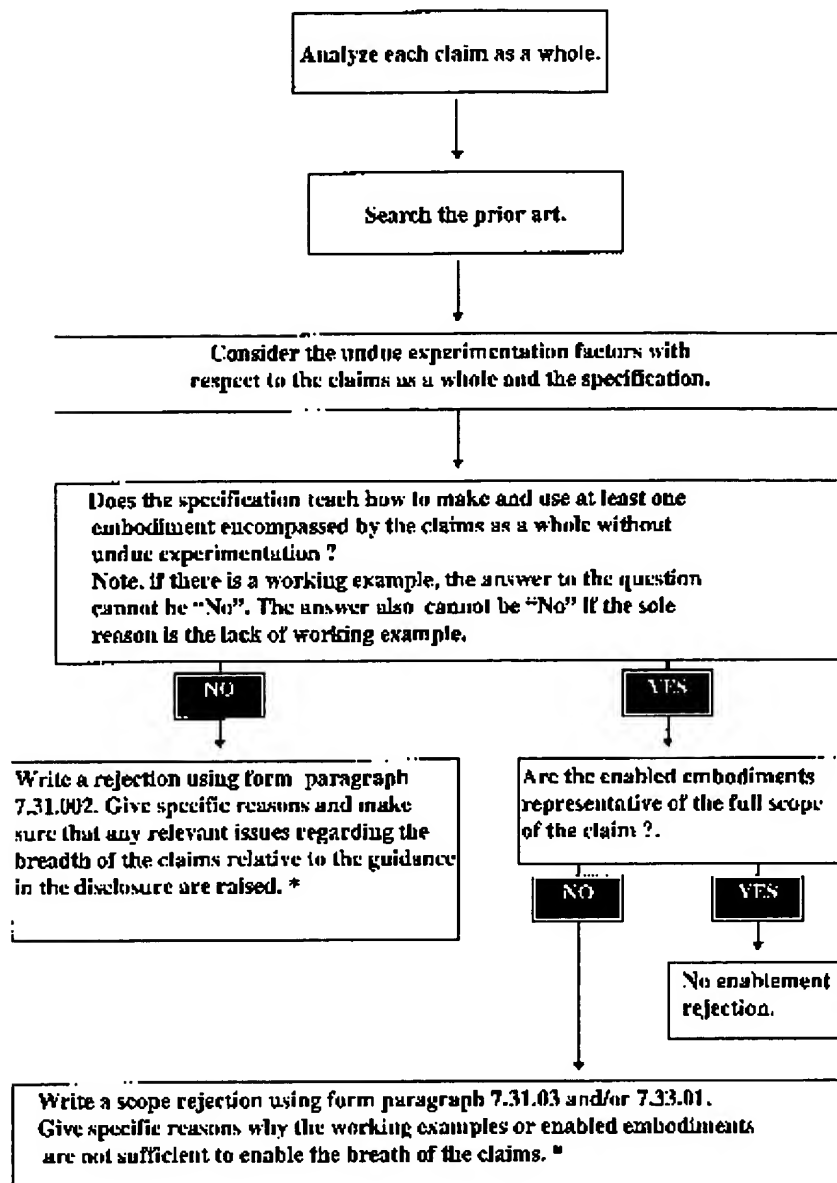 Analyze each claim as a whole.
Search the prior art.
Consider the undue experimentation factors with
respect to the claims as a whole and the specification.
Does the specification teach how to make and use at least one
embodiment encompassed by the claims as a whole without
undue experimentation ?
Note. if there is a working example, the answer to the question
cannot be “No”. The answer also cannot be “No” if the sole
reason is the lack of working example.
NO
YES
Write a rejection using form paragraph
7.31.002. Give specific reasons and make
sure that any relevant issues regarding the
breadth of the claims relative to the guidance
in the disclosure are raised. *
Are the enabled embodiments
representative of the full scope
of the claim ?.
NO
YES
No enablement
rejection.
Write a scope rejection using form paragraph 7.31.03 and/or 7.33.01.
Give specific reasons why the working examples or enabled embodiments
are not sufficient to enable the breath of the claims. *